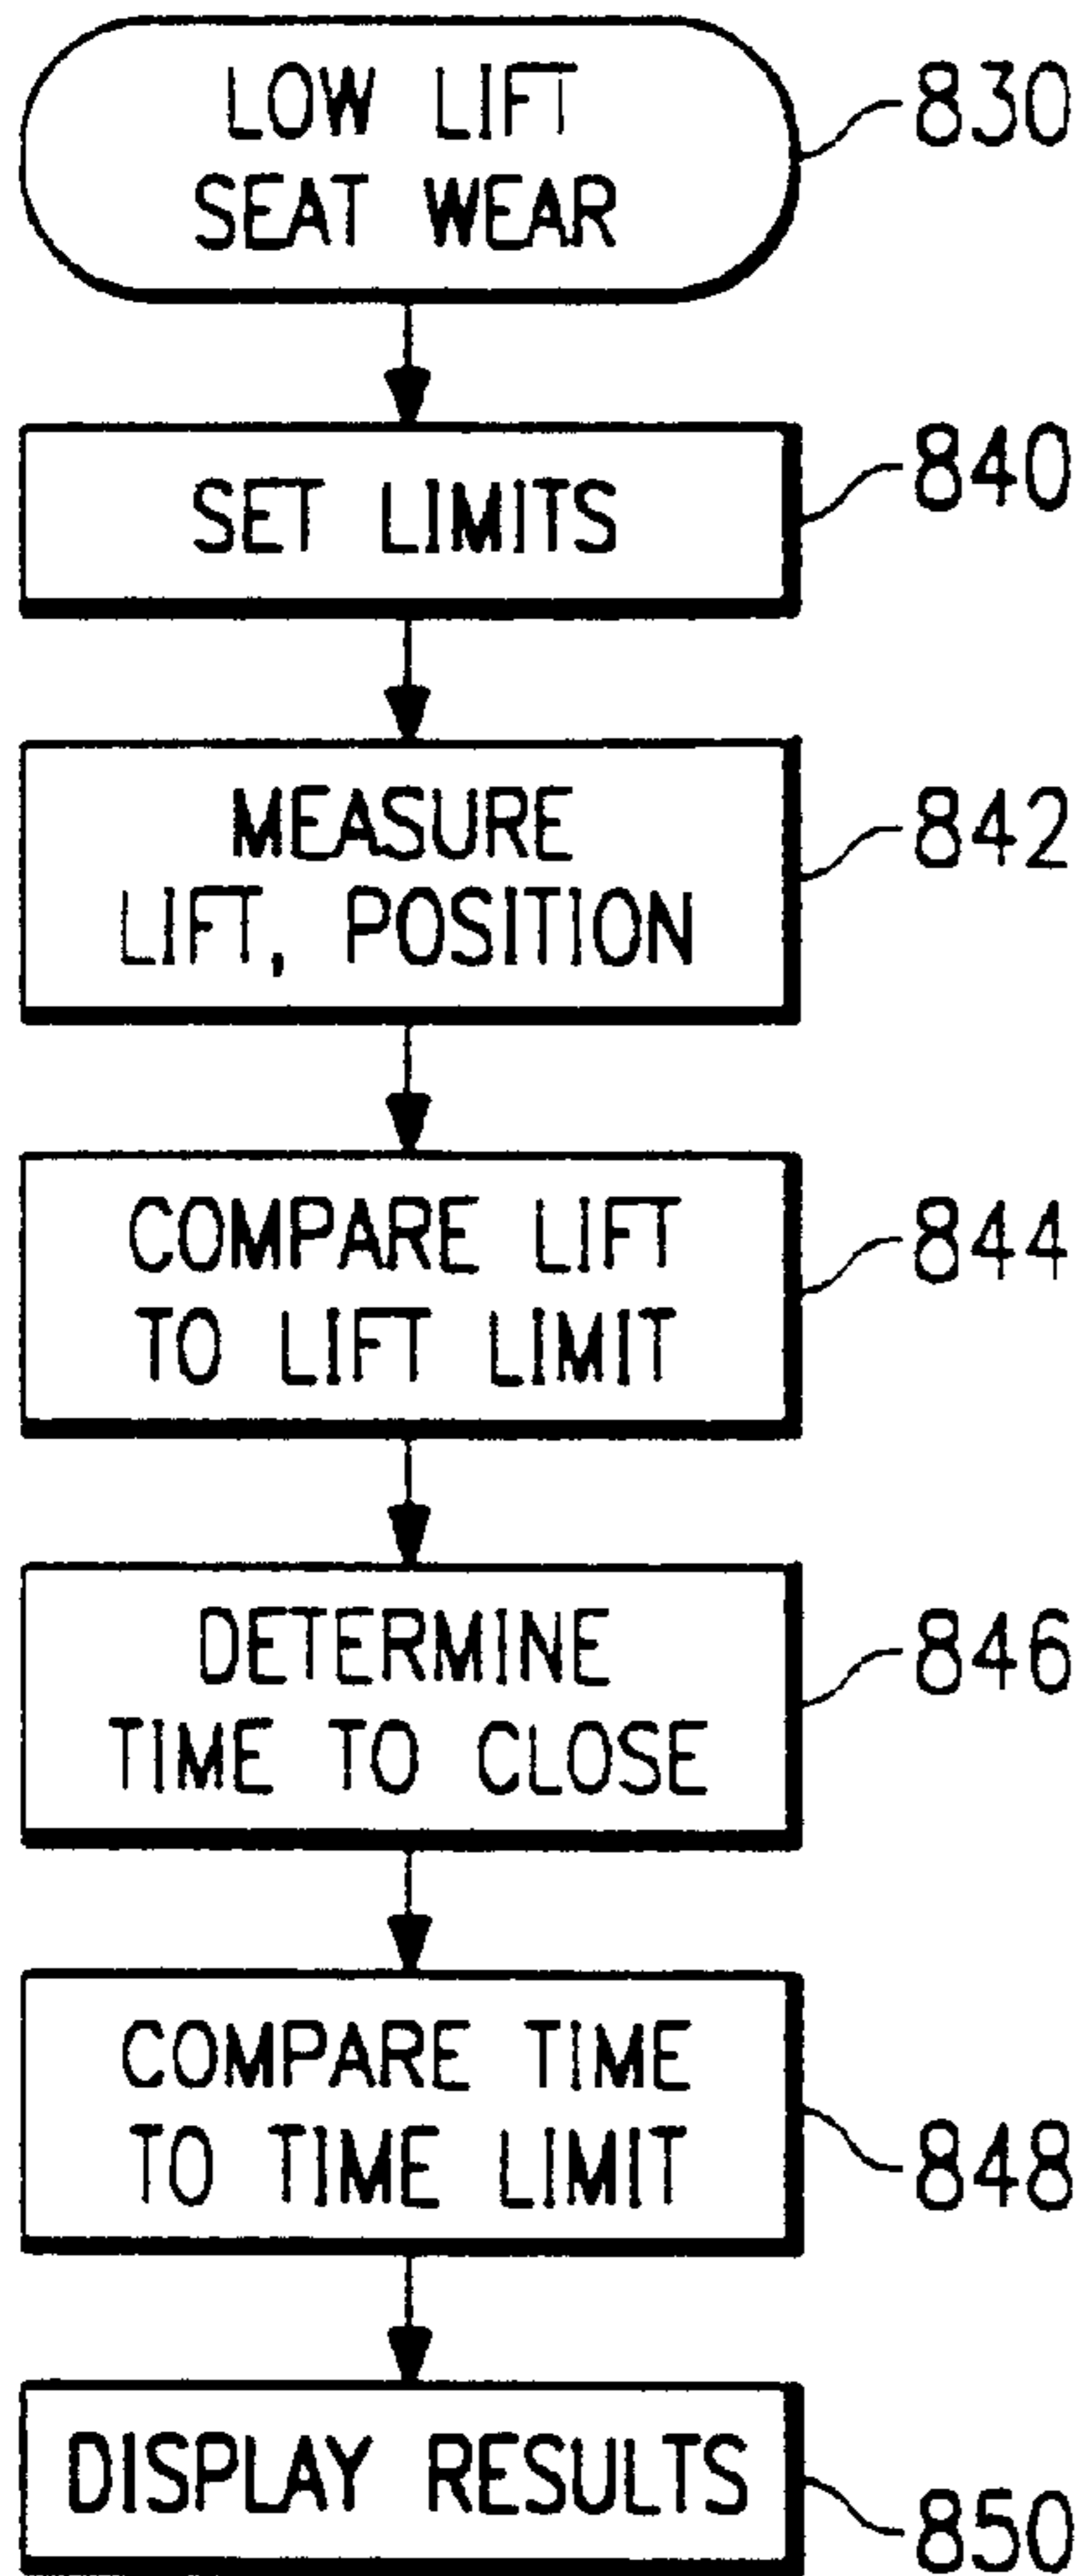 LOW LIFT
SEAT WEAR
830
SET LIMITS
840
MEASURE
LIFT, POSITION
842
COMPARE LIFT
TO LIFT LIMIT
844
DETERMINE
TIME TO CLOSE
846
COMPARE TIME
TO TIME LIMIT
848
DISPLAY RESULTS
850